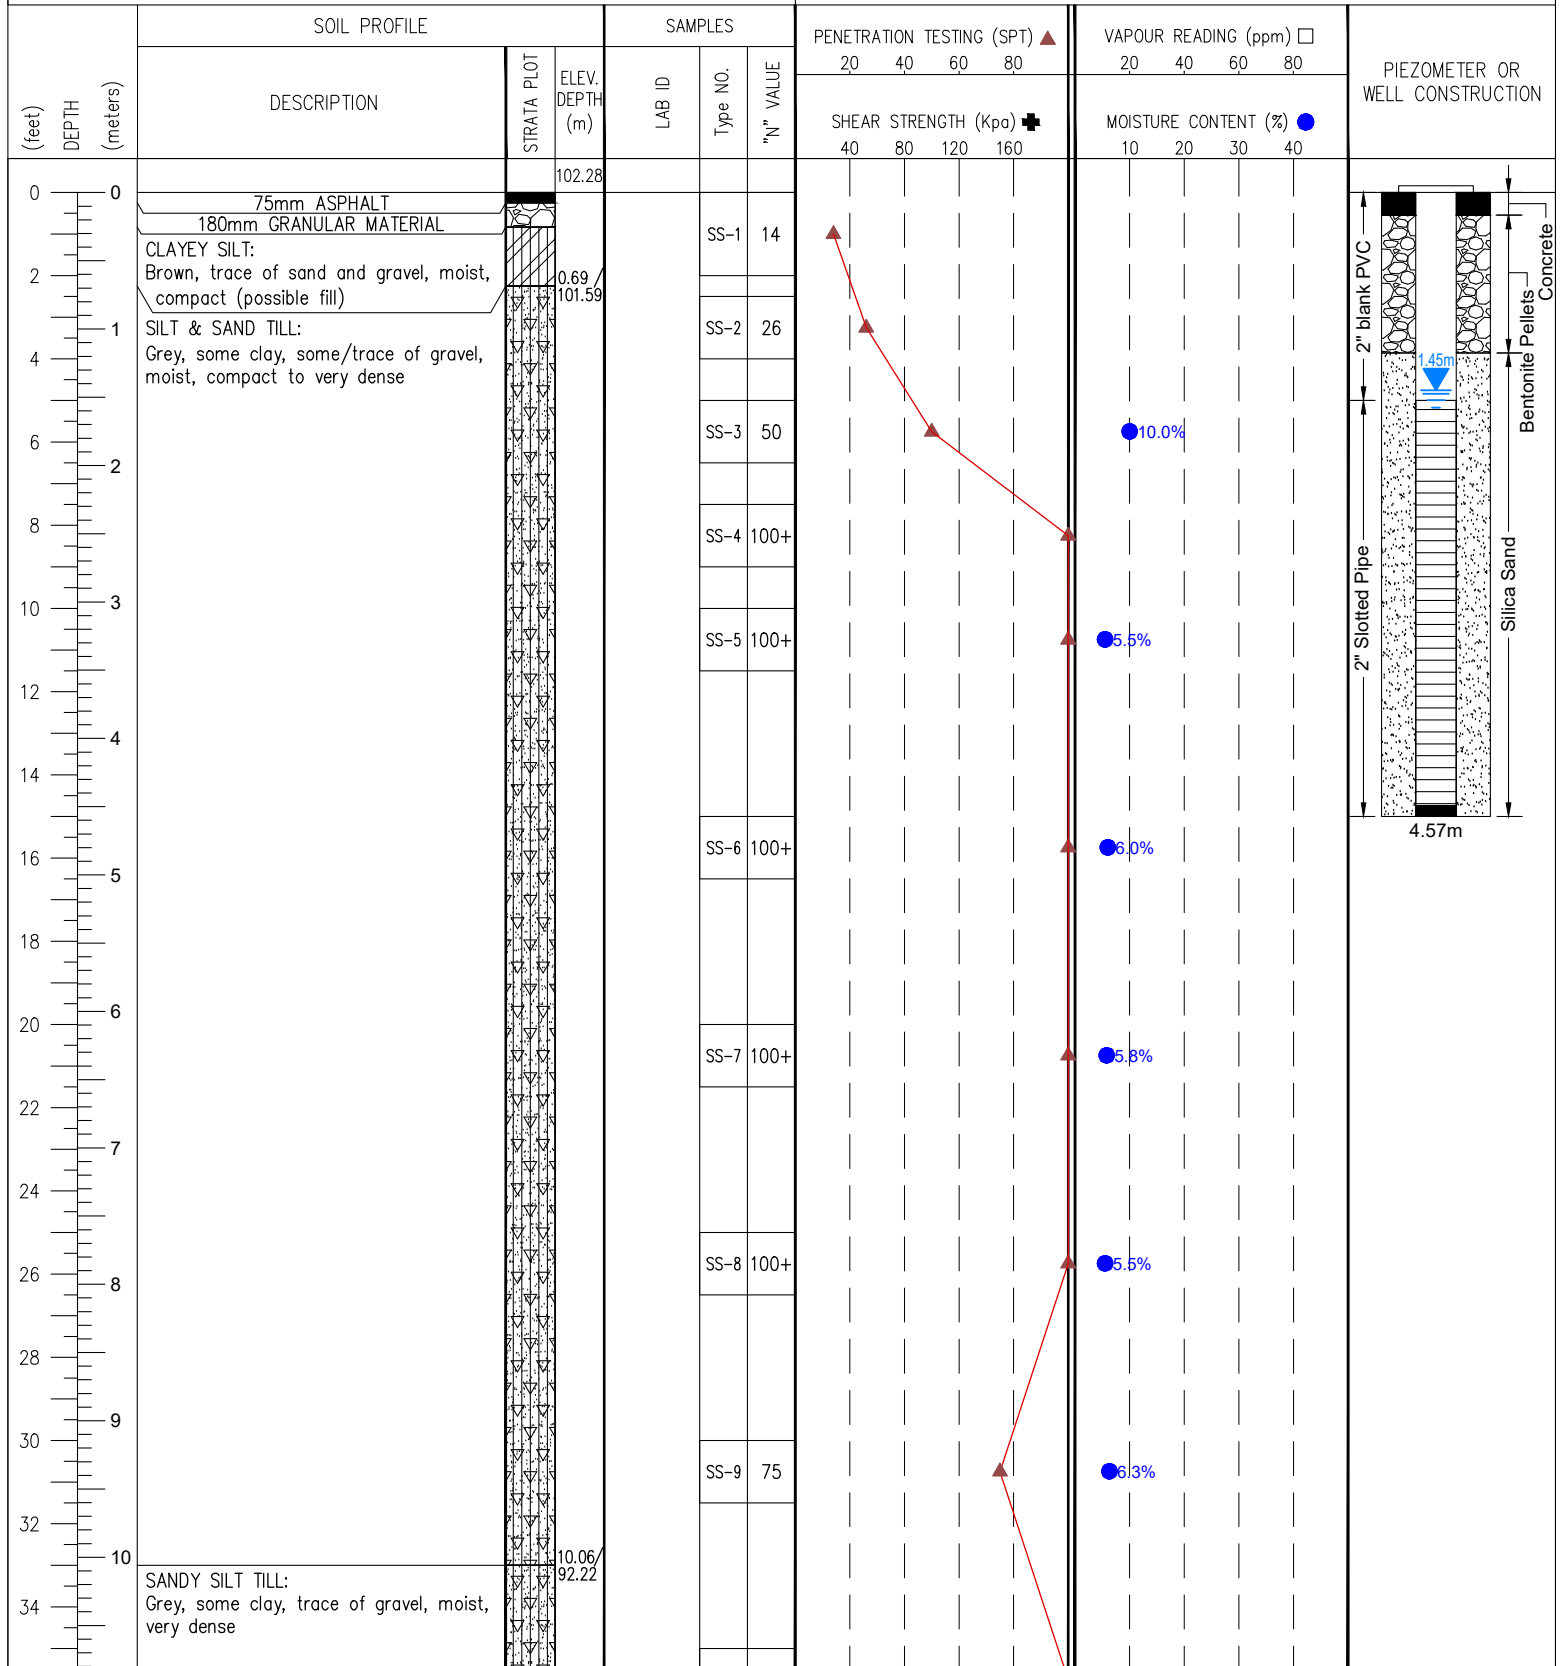 SOIL PROFILE
SAMPLES
PENETRATION TESTING (SPT)
20 40 60 80
SHEAR STRENGTH (Kpa)
40 80 120 160
VAPOUR READING (ppm)
20 40 60 80
MOISTURE CONTENT (%)
10 20 30 40
PIEZOMETER OR
WELL CONSTRUCTION
(feet)
DEPTH
(meters)
DESCRIPTION
STRATA PLOT
ELEV.
DEPTH
(m)
LAB ID
Type NO.
"N" VALUE
102.28
0
2
4
6
8
10
12
14
16
18
20
22
24
26
28
30
32
34
0
1
2
3
4
5
6
7
8
9
10
75mm ASPHALT
180mm GRANULAR MATERIAL
CLAYEY SILT:
Brown, trace of sand and gravel, moist,
compact (possible fill)
0.69/
101.59
SILT & SAND TILL:
Grey, some clay, some/trace of gravel,
moist, compact to very dense
10.06/
92.22
SANDY SILT TILL:
Grey, some clay, trace of gravel, moist,
very dense
SS-1 14
SS-2 26
SS-3 50
SS-4 100+
SS-5 100+
SS-6 100+
SS-7 100+
SS-8 100+
SS-9 75
10.0%
5.5%
6.0%
5.8%
5.5%
6.3%
2" blank PVC
2" Slotted Pipe
1.45m
Concrete
Bentonite Pellets
Silica Sand
4.57m